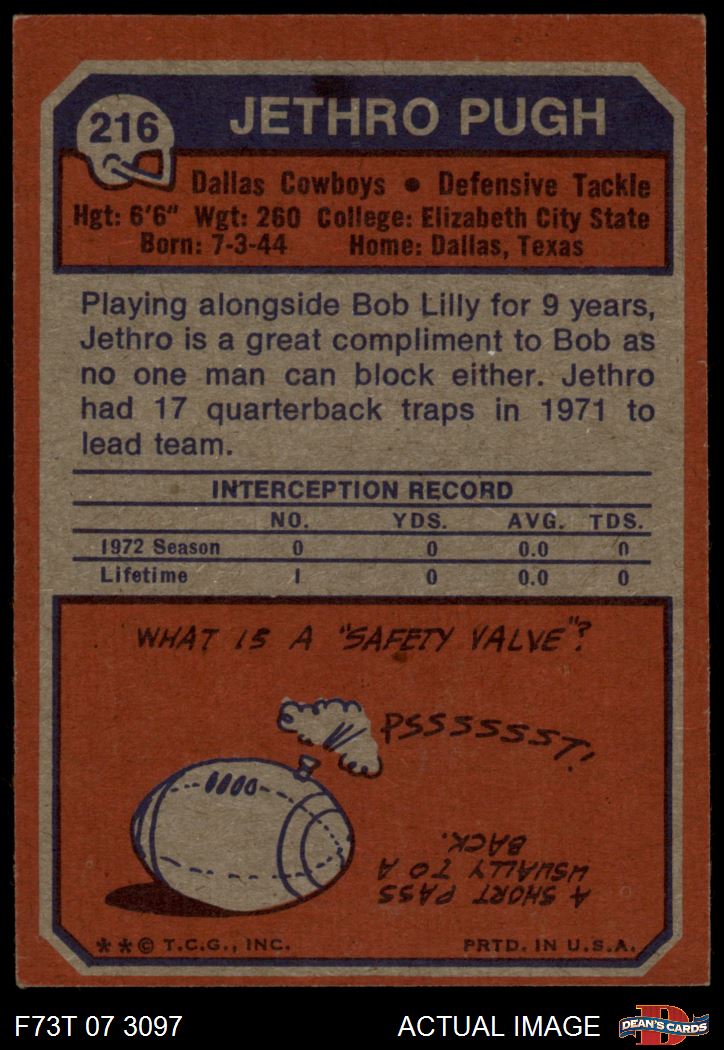 216
JETHRO PUGH
Dallas Cowboys • Defensive Tackle
Hgt: 6'6" Wgt: 260 College: Elizabeth City State
Born: 7-3-44 Home: Dallas, Texas
Playing alongside Bob Lilly for 9 years,
Jethro is a great compliment to Bob as
no one man can block either. Jethro
had 17 quarterback traps in 1971 to
lead team.
INTERCEPTION RECORD
NO. YDS. AVG. TDS.
1972 Season 0 0 0.0 0
Lifetime 1 0 0.0 0
WHAT IS A "SAFETY VALVE"?
PSSSSSSST!
A SHORT PASS
USUALLY TO A
BACK.
**© T.C.G., INC. PRTD. IN U.S.A.
F73T 07 3097 ACTUAL IMAGE
D
DEAN'S CARDS